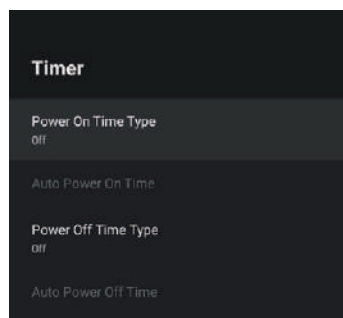 Timer
Power On Time Type
Off
Auto Power On Time
Power Off Time Type
Off
Auto Power Off Time